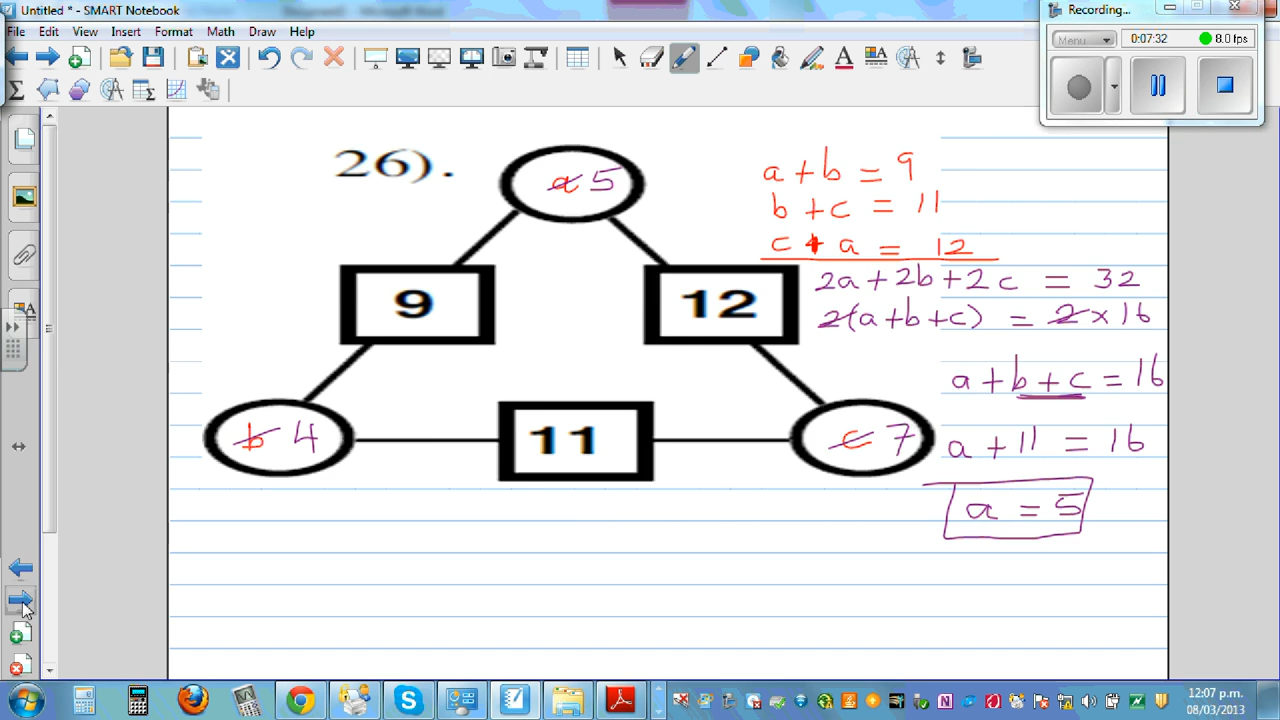 Untitled * - SMART Notebook
Recording...
File Edit View Insert Format Math Draw Help
Menu
0:07:32
8.0 fps
26).
a 5
9
12
b 4
11
c 7
a + b = 9
b + c = 11
c + a = 12
2a + 2b + 2c = 32
2(a + b + c) = 2 × 16
a + b + c = 16
a + 11 = 16
a = 5
12:07 p.m.
08/03/2013